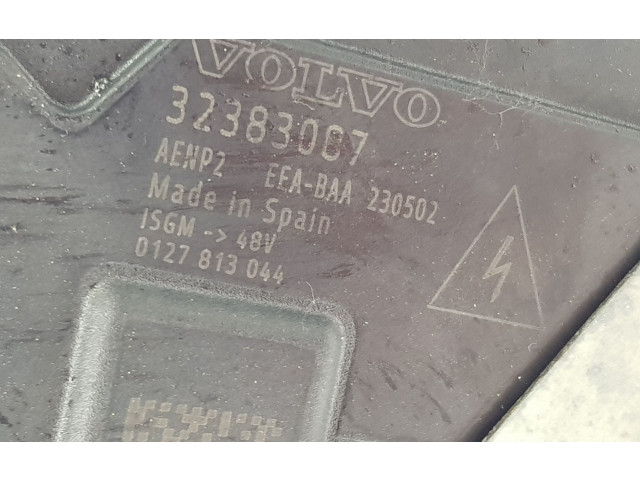 VOLVO
32383087
AENP2 EEA-BAA 230502
Made in Spain
ISGM -> 48V
0127 813 044